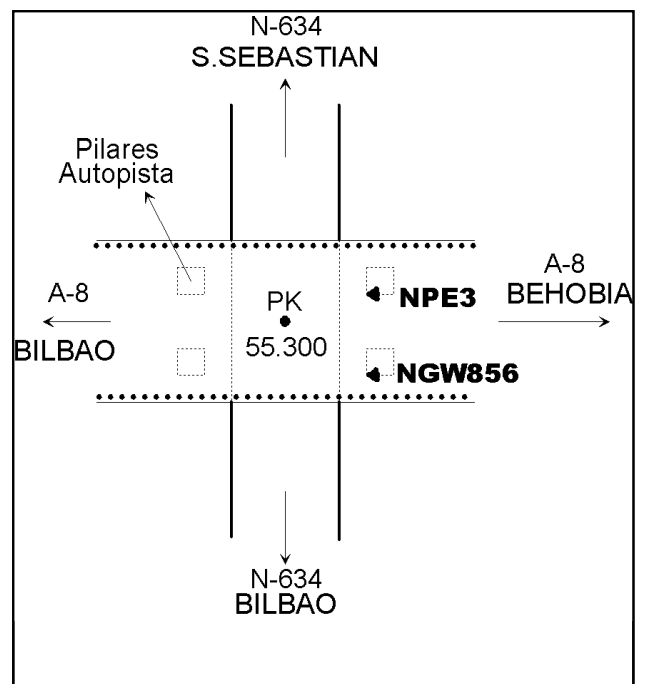 N-634
S.SEBASTIAN
Pilares
Autopista
A-8
BILBAO
PK
55.300
NPE3
NGW856
A-8
BEHOBIA
N-634
BILBAO